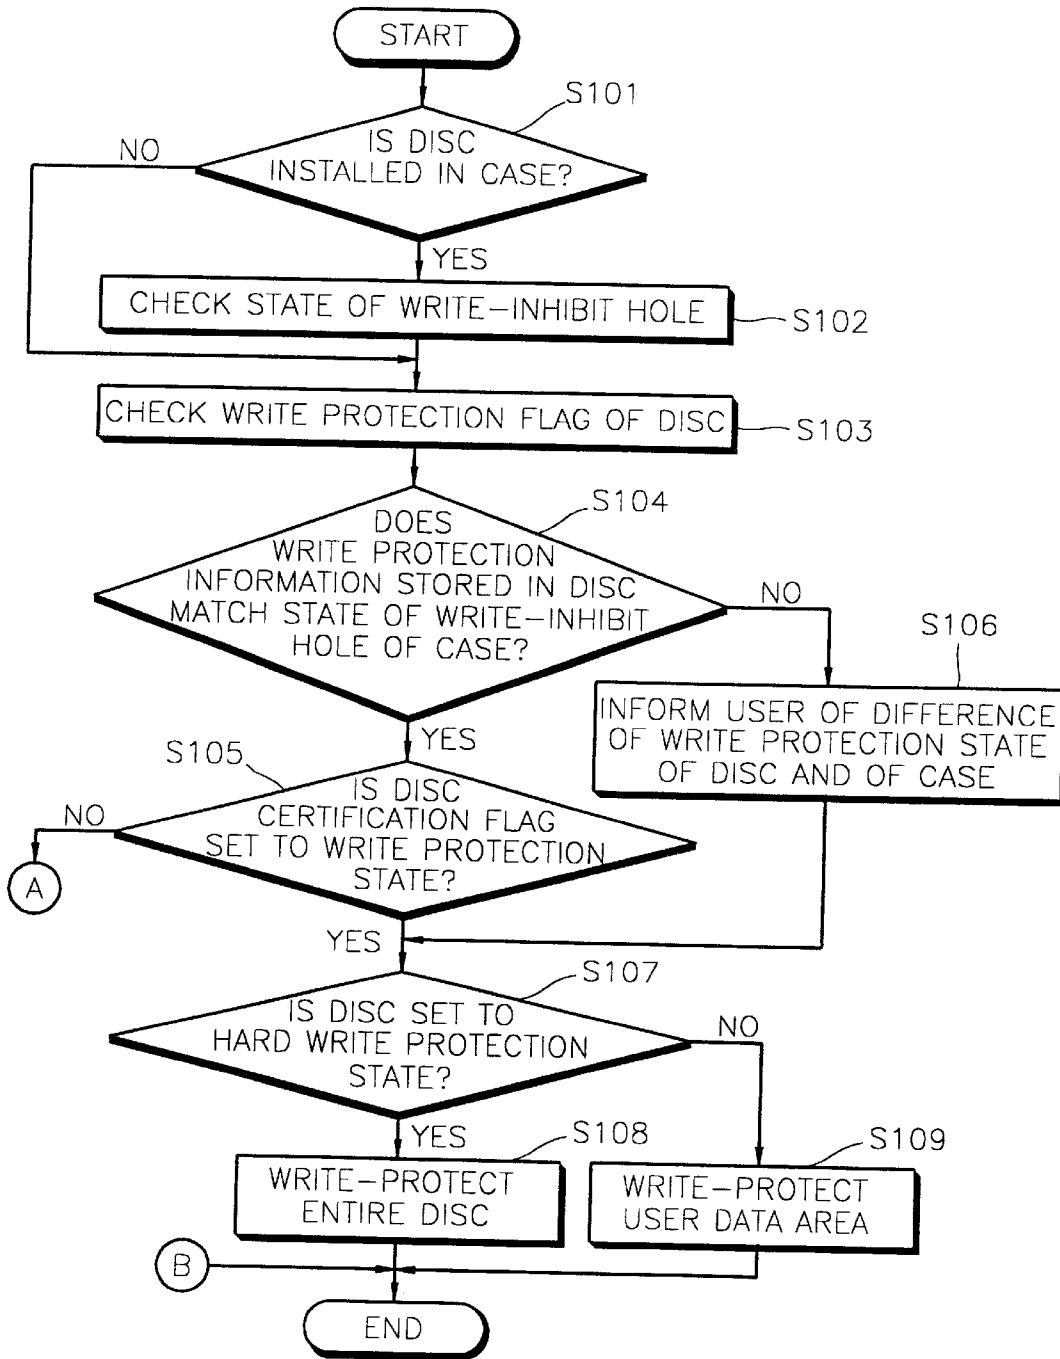 START
S101
IS DISC
INSTALLED IN CASE?
NO
YES
CHECK STATE OF WRITE-INHIBIT HOLE
S102
CHECK WRITE PROTECTION FLAG OF DISC
S103
S104
DOES
WRITE PROTECTION
INFORMATION STORED IN DISC
MATCH STATE OF WRITE-INHIBIT
HOLE OF CASE?
NO
S106
INFORM USER OF DIFFERENCE
OF WRITE PROTECTION STATE
OF DISC AND OF CASE
YES
S105
IS DISC
CERTIFICATION FLAG
SET TO WRITE PROTECTION
STATE?
NO
A
YES
S107
IS DISC SET TO
HARD WRITE PROTECTION
STATE?
NO
YES
S108
WRITE-PROTECT
ENTIRE DISC
S109
WRITE-PROTECT
USER DATA AREA
B
END